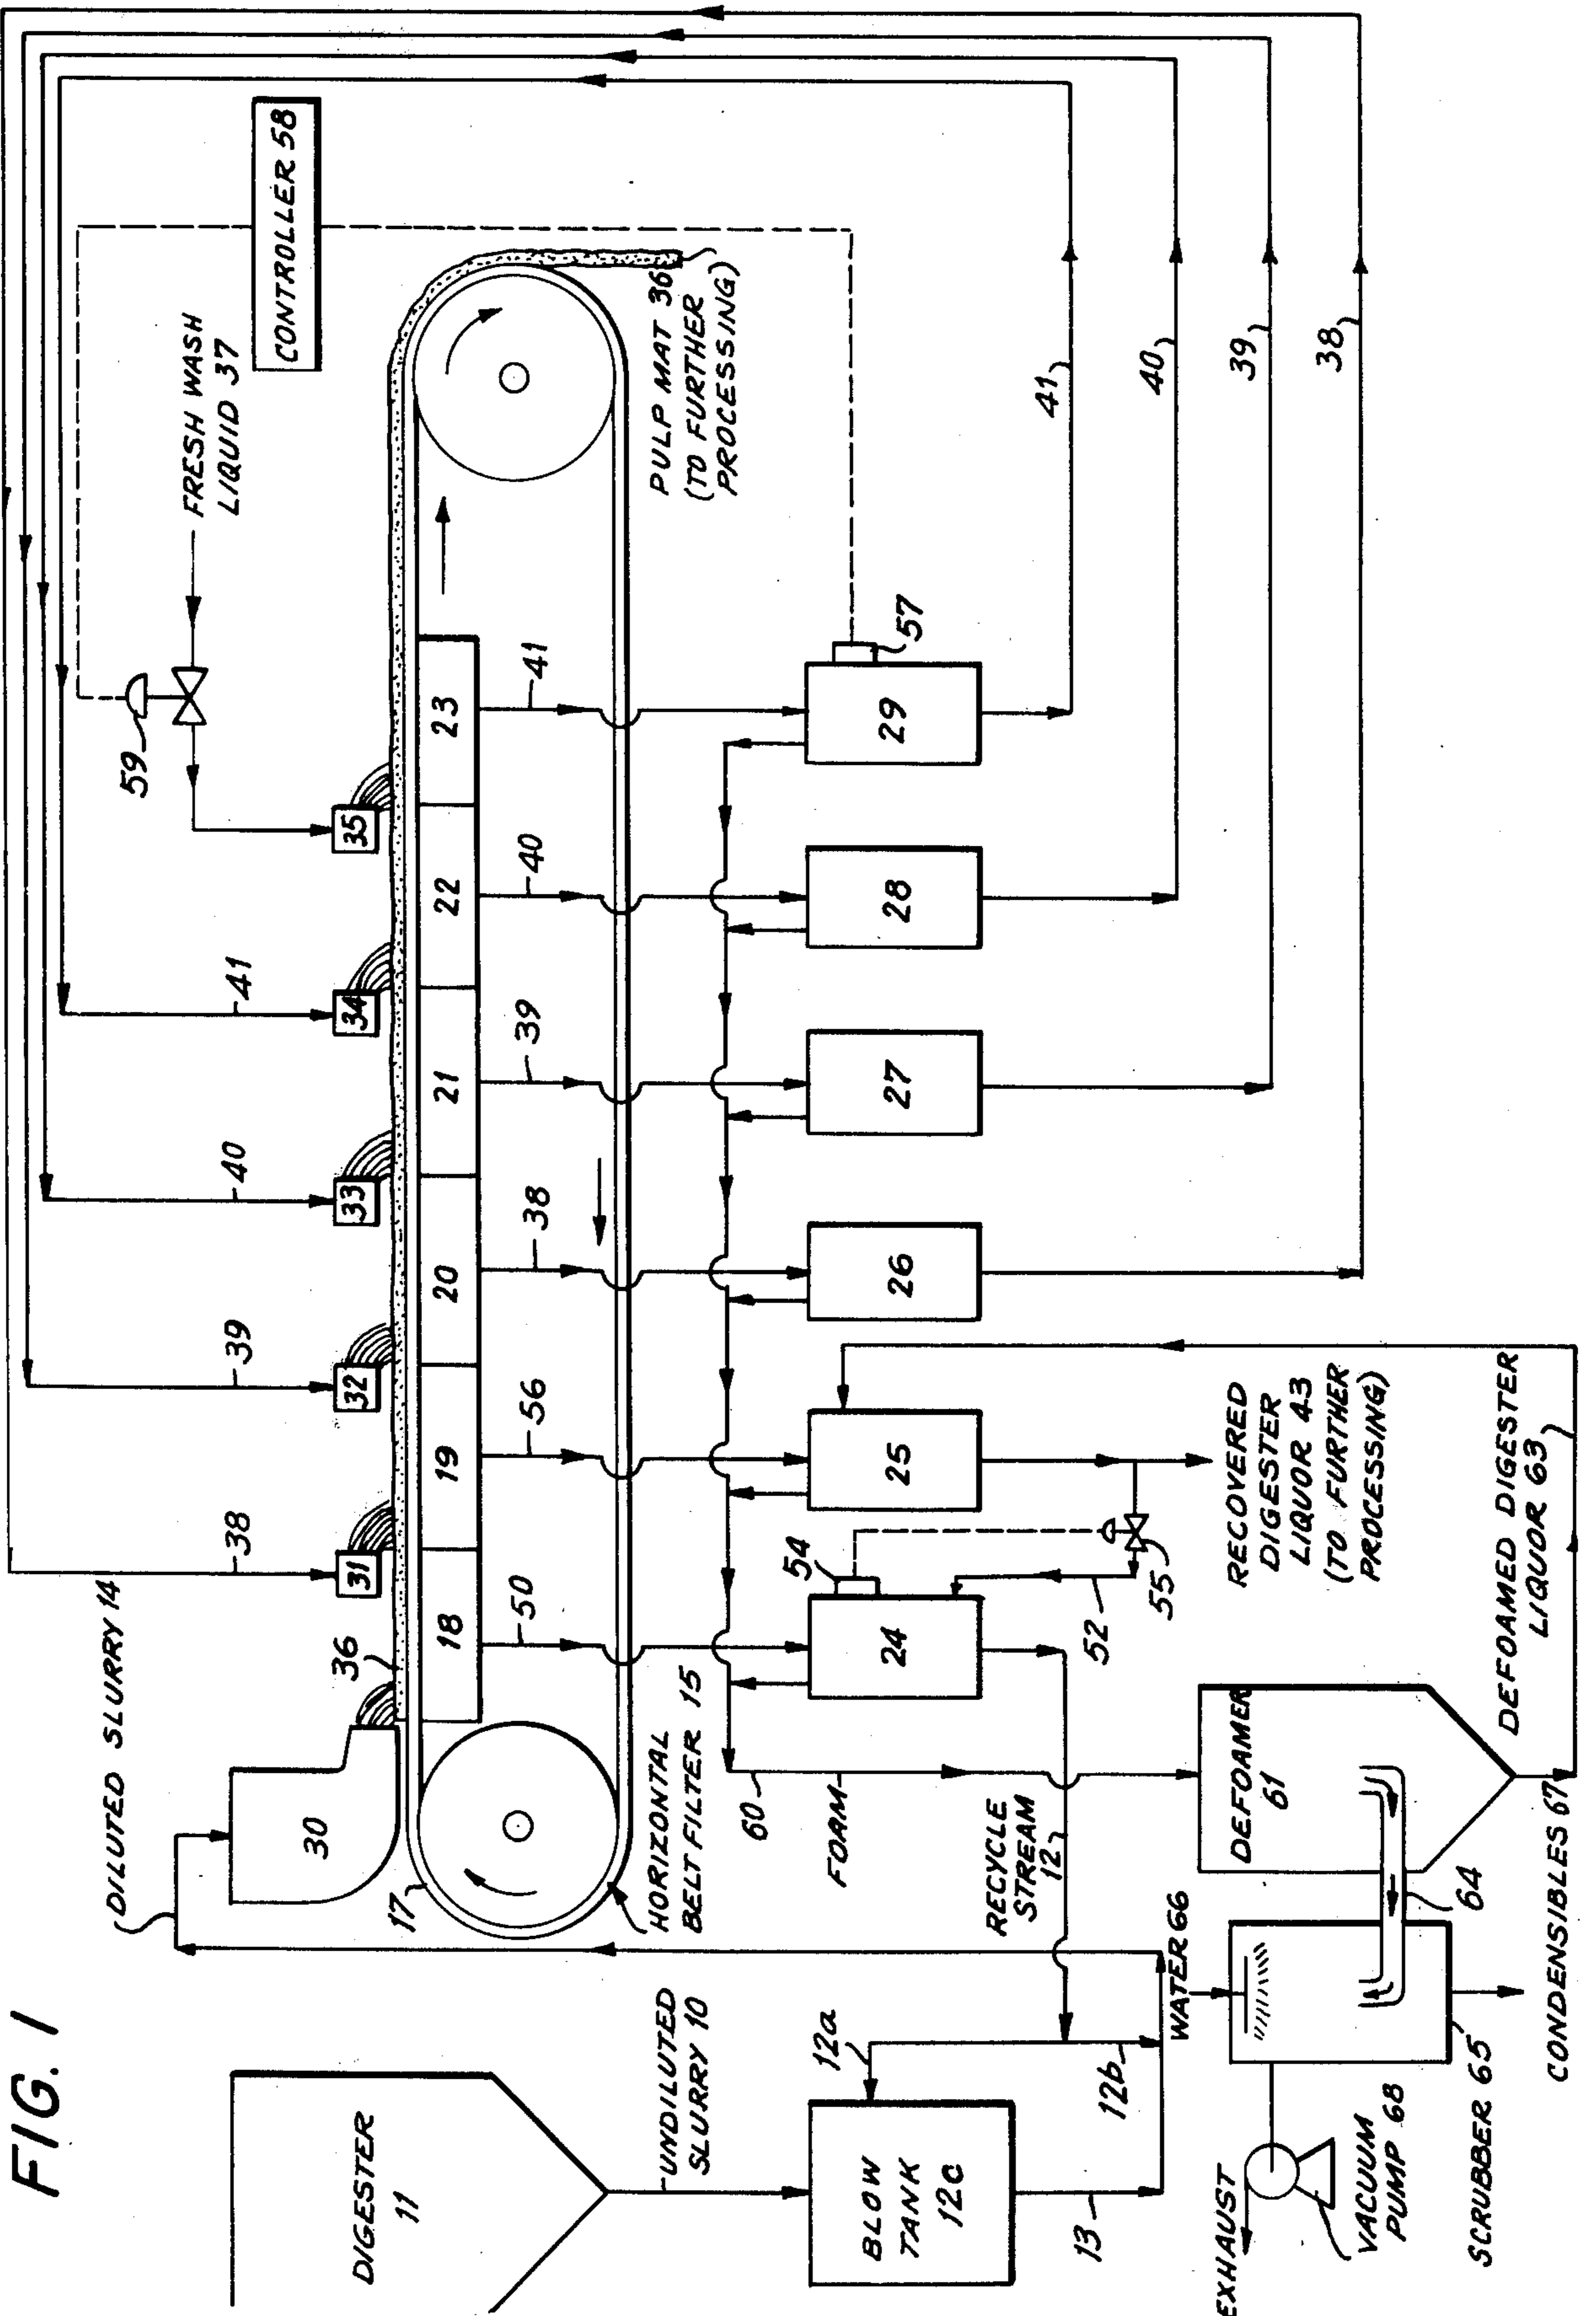 FIG. 1
DIGESTER
11
UNDILUTED
SLURRY 10
BLOW
TANK
12C
12a
12b
13
DILUTED SLURRY 14
30
17
36
HORIZONTAL
BELT FILTER 15
31
32
33
34
35
38
39
40
41
18
19
20
21
22
23
50
56
38
39
40
41
59
FRESH WASH
LIQUID 37
CONTROLLER 58
PULP MAT 36
(TO FURTHER
PROCESSING)
24
25
26
27
28
29
54
57
52
55
60
FOAM
RECYCLE
STREAM
12
RECOVERED
DIGESTER
LIQUOR 43
(TO FURTHER
PROCESSING)
38
39
40
41
DEFOAMER
61
DEFOAMED DIGESTER
LIQUOR 63
64
WATER 66
SCRUBBER 65
CONDENSIBLES 67
VACUUM
PUMP 68
EXHAUST